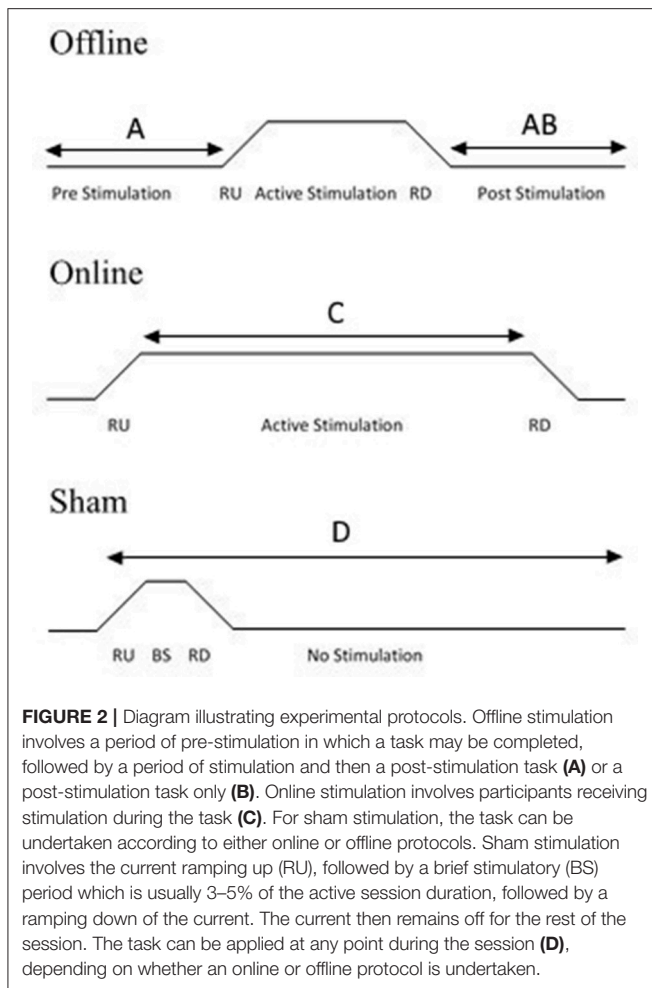 Offline
A
AB
Pre Stimulation RU Active Stimulation RD Post Stimulation
Online
C
RU Active Stimulation RD
Sham
D
RU BS RD No Stimulation
FIGURE 2 | Diagram illustrating experimental protocols. Offline stimulation
involves a period of pre-stimulation in which a task may be completed,
followed by a period of stimulation and then a post-stimulation task (A) or a
post-stimulation task only (B). Online stimulation involves participants receiving
stimulation during the task (C). For sham stimulation, the task can be
undertaken according to either online or offline protocols. Sham stimulation
involves the current ramping up (RU), followed by a brief stimulatory (BS)
period which is usually 3–5% of the active session duration, followed by a
ramping down of the current. The current then remains off for the rest of the
session. The task can be applied at any point during the session (D),
depending on whether an online or offline protocol is undertaken.